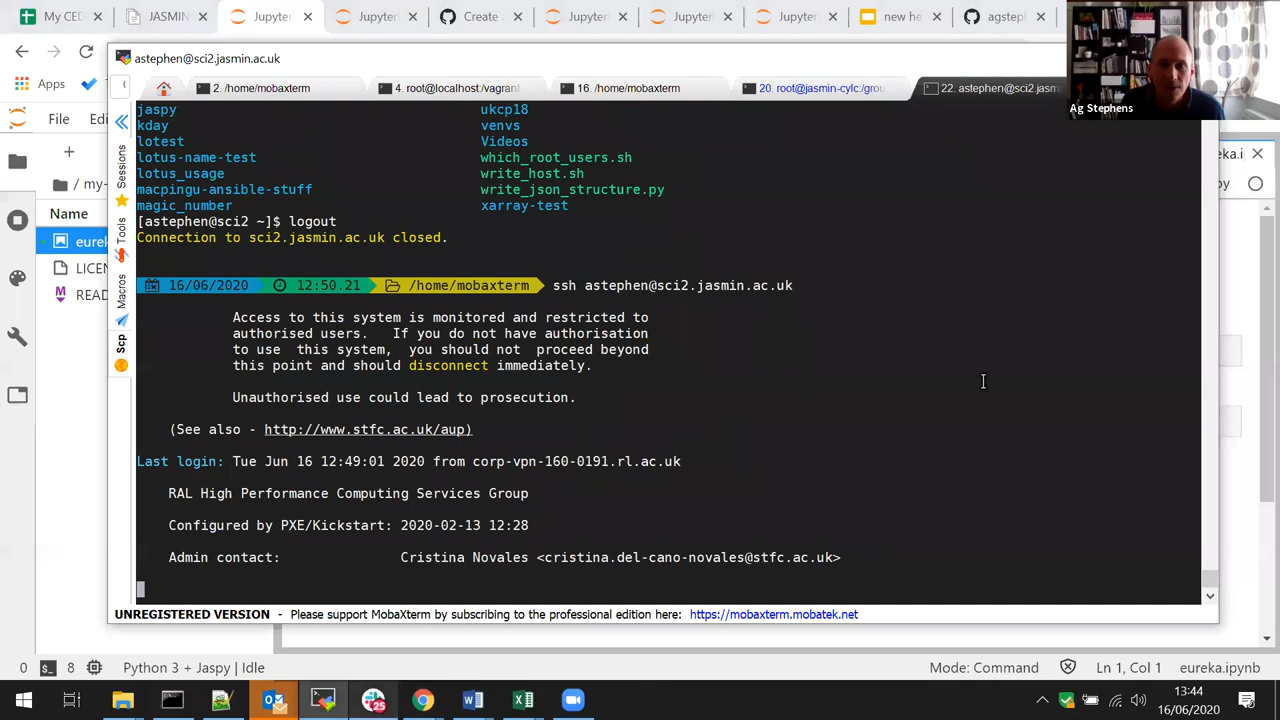 My CE
JASMIN
Jupyter
Jupyter
Create
Jupyter
Jupyter
Jupyter
new he
agstep
astephen@sci2.jasmin.ac.uk
Apps
2. /home/mobaxterm
4. root@localhost:/vagrant
16. /home/mobaxterm
20. root@jasmin-cylc:/grou
22. astephen@sci2.jasm
Ag Stephens
File
Edi
Sessions
Tools
Macros
Scp
/ my-
Name
eurek
LICEN
READ
eureka.i
py
jaspy ukcp18
kday venvs
lotest Videos
lotus-name-test which_root_users.sh
lotus_usage write_host.sh
macpingu-ansible-stuff write_json_structure.py
magic_number xarray-test
[astephen@sci2 ~]$ logout
Connection to sci2.jasmin.ac.uk closed.
16/06/2020 12:50.21 /home/mobaxterm ssh astephen@sci2.jasmin.ac.uk
Access to this system is monitored and restricted to
authorised users. If you do not have authorisation
to use this system, you should not proceed beyond
this point and should disconnect immediately.
Unauthorised use could lead to prosecution.
(See also - http://www.stfc.ac.uk/aup)
Last login: Tue Jun 16 12:49:01 2020 from corp-vpn-160-0191.rl.ac.uk
RAL High Performance Computing Services Group
Configured by PXE/Kickstart: 2020-02-13 12:28
Admin contact: Cristina Novales <cristina.del-cano-novales@stfc.ac.uk>
UNREGISTERED VERSION - Please support MobaXterm by subscribing to the professional edition here: https://mobaxterm.mobatek.net
0 8 Python 3 + Jaspy | Idle Mode: Command Ln 1, Col 1 eureka.ipynb
25
13:44
16/06/2020